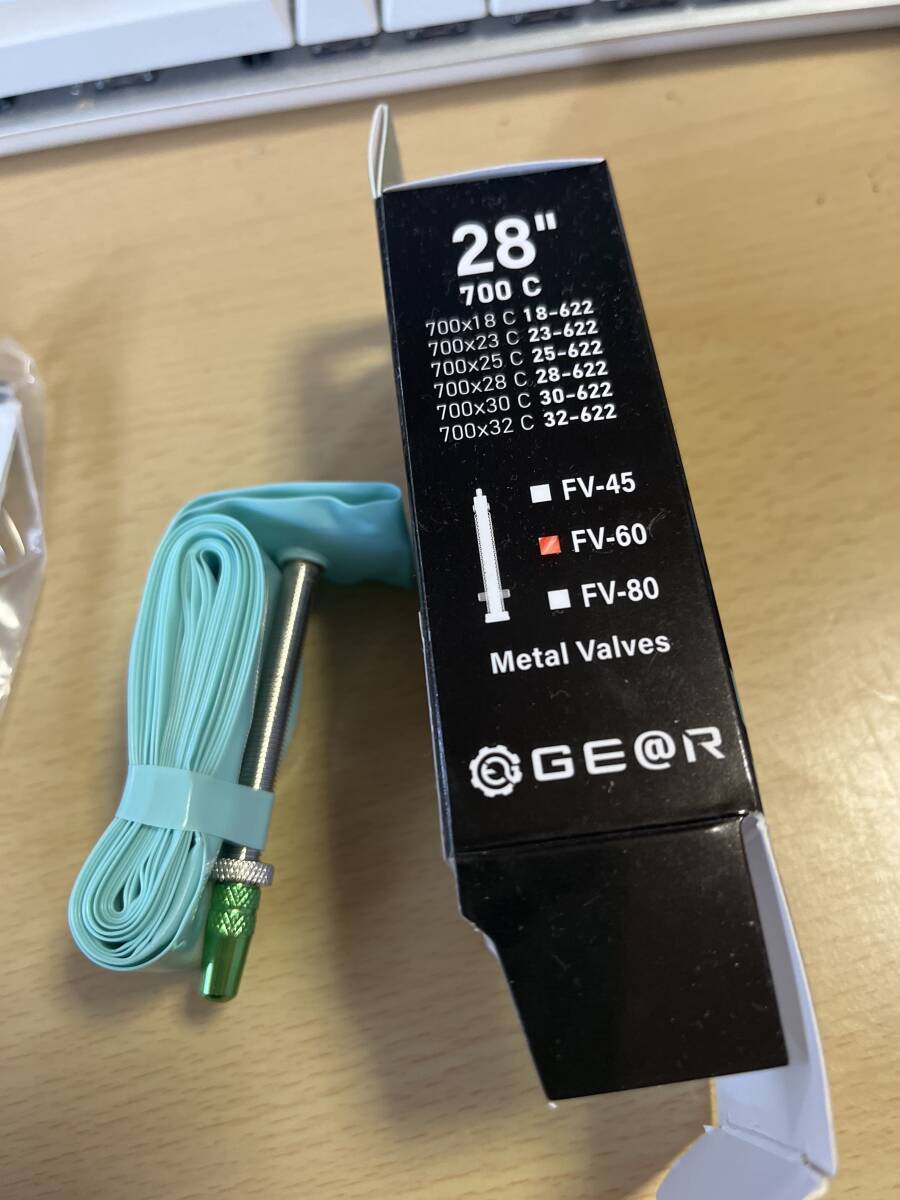 28"
700 C
700x18 C 18-622
700x23 C 23-622
700x25 C 25-622
700x28 C 28-622
700x30 C 30-622
700x32 C 32-622
FV-45
FV-60
FV-80
Metal Valves
GE@R